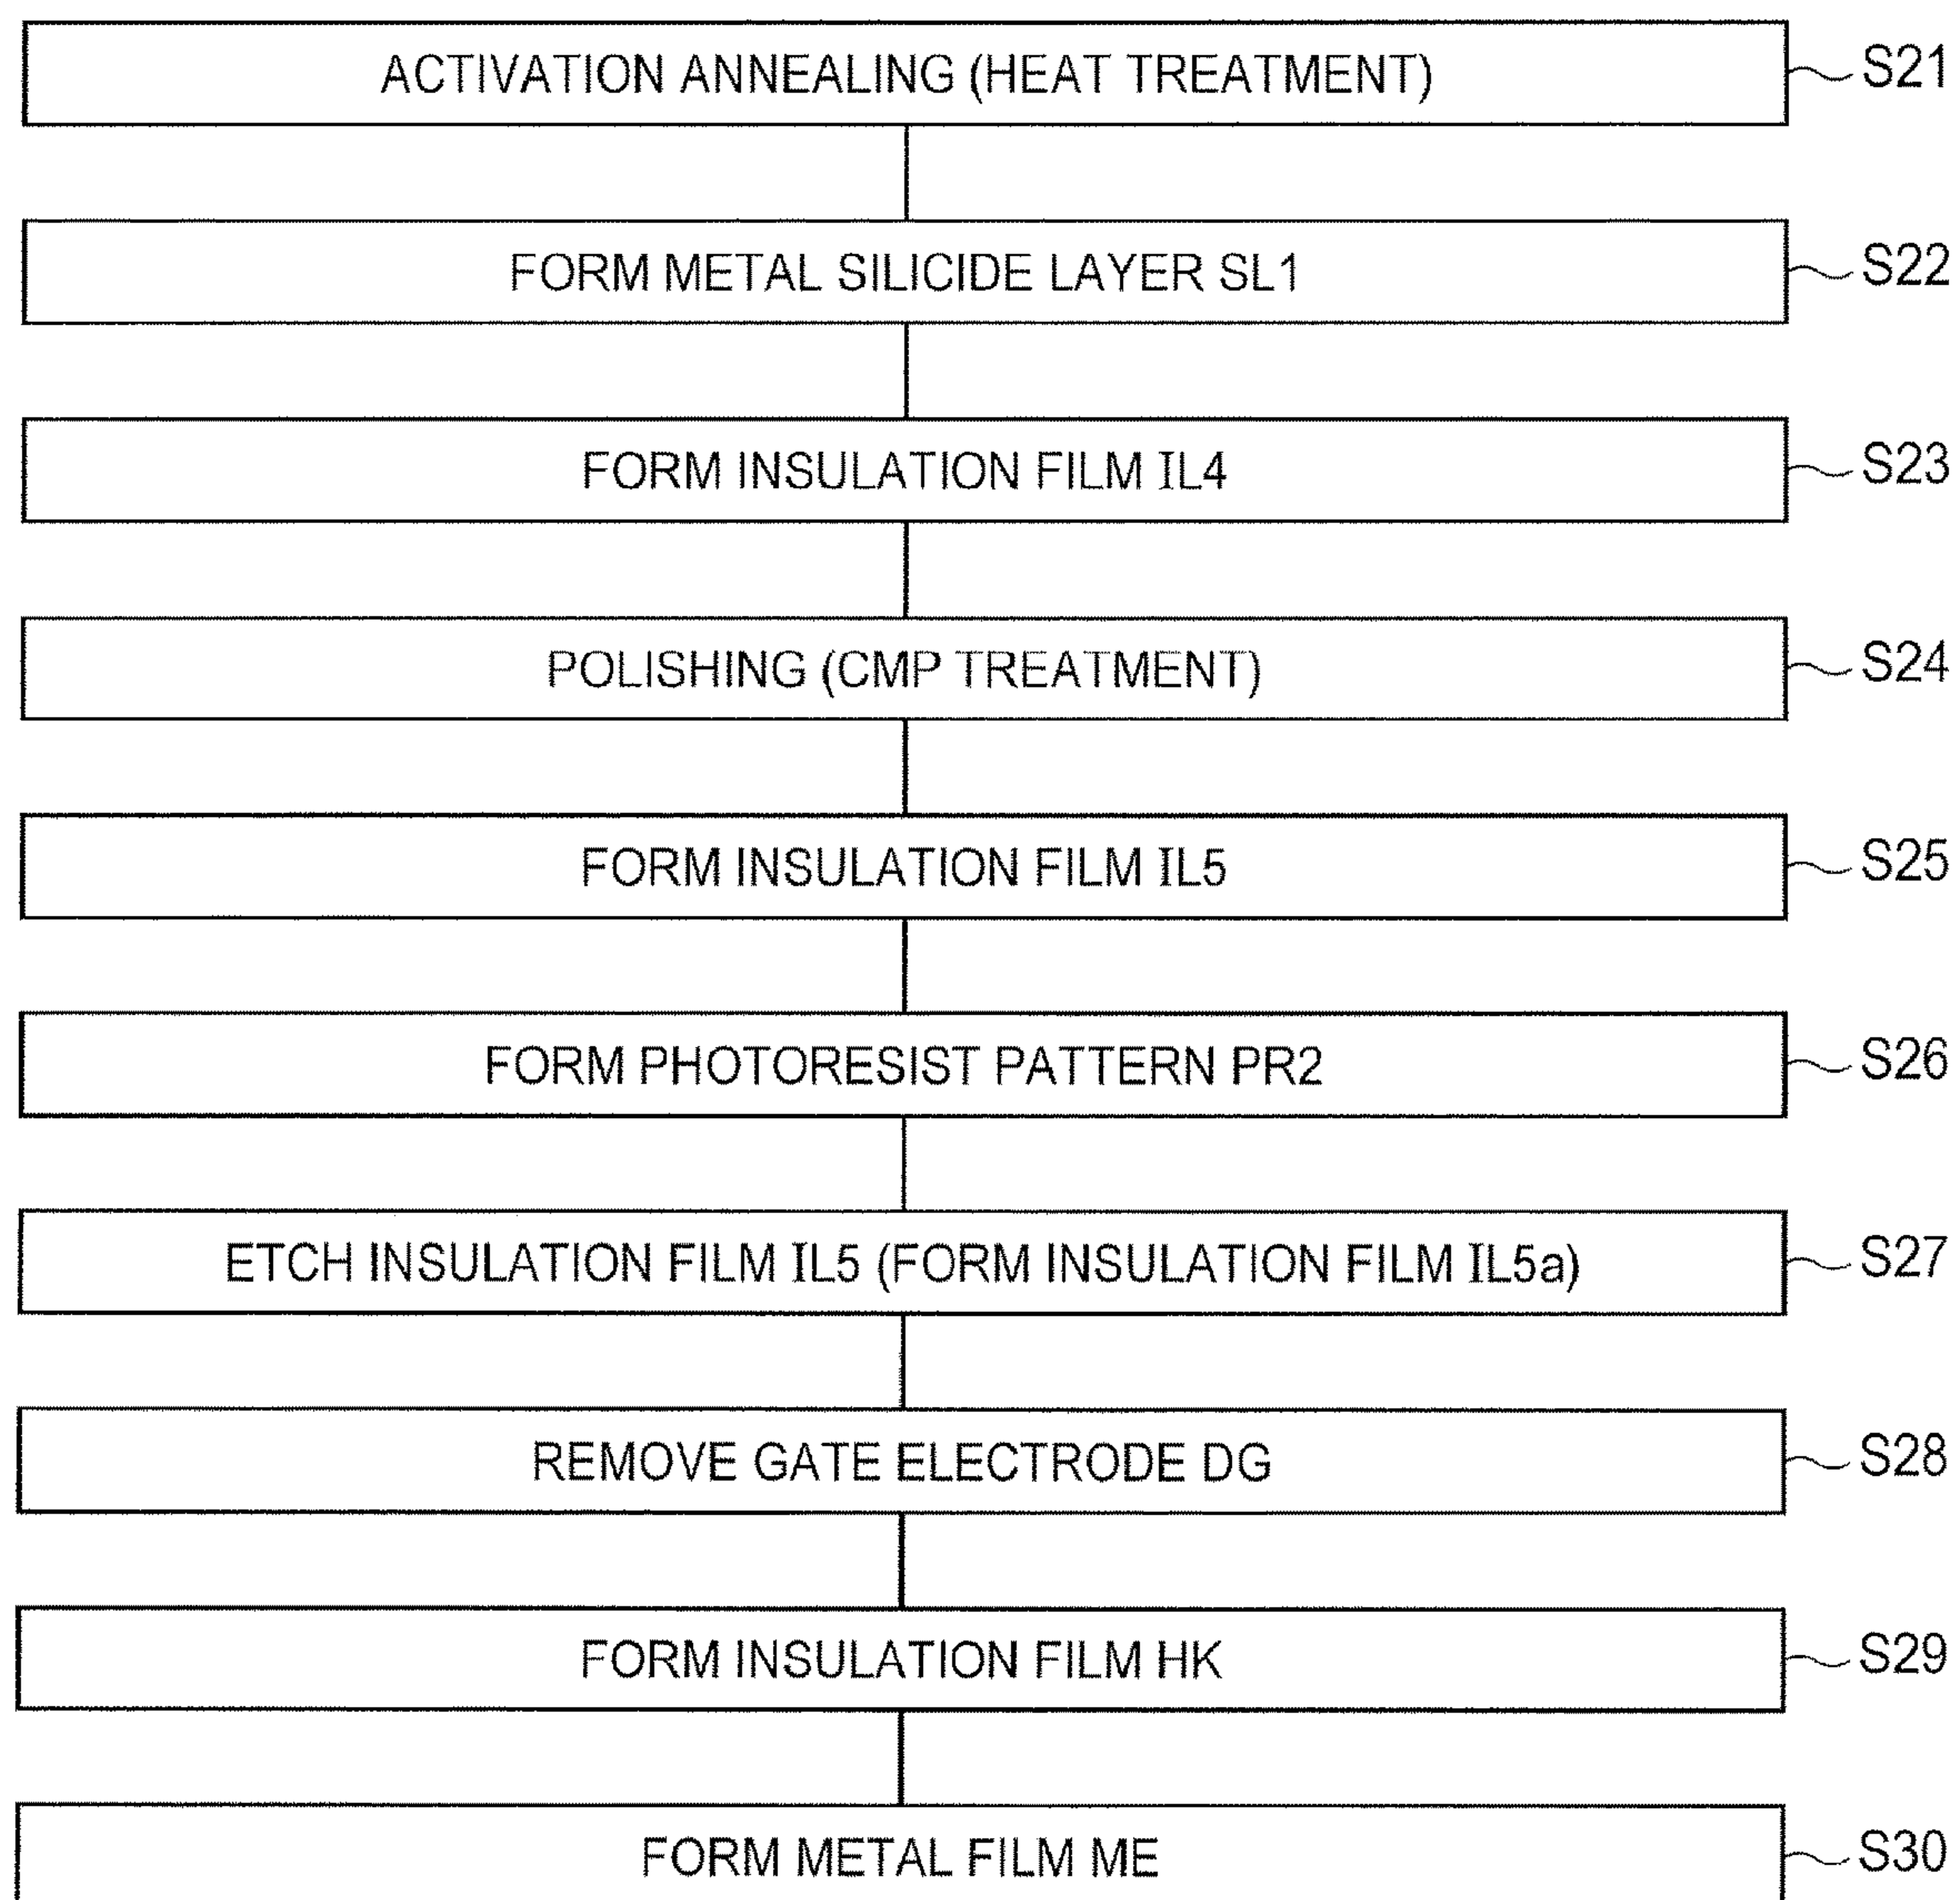 ACTIVATION ANNEALING (HEAT TREATMENT) S21
FORM METAL SILICIDE LAYER SL1 S22
FORM INSULATION FILM IL4 S23
POLISHING (CMP TREATMENT) S24
FORM INSULATION FILM IL5 S25
FORM PHOTORESIST PATTERN PR2 S26
ETCH INSULATION FILM IL5 (FORM INSULATION FILM IL5a) S27
REMOVE GATE ELECTRODE DG S28
FORM INSULATION FILM HK S29
FORM METAL FILM ME S30